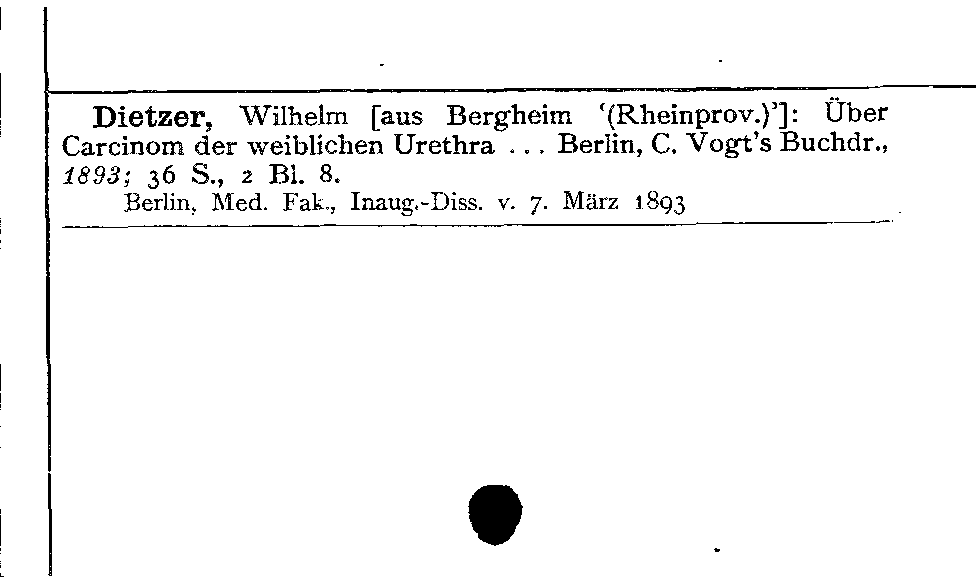 Dietzer, Wilhelm [aus Bergheim ‘(Rheinprov.)’]: Über
Carcinom der weiblichen Urethra ... Berlin, C. Vogt’s Buchdr.,
1893; 36 S., 2 Bl. 8.
Berlin, Med. Fak., Inaug.-Diss. v. 7. März 1893